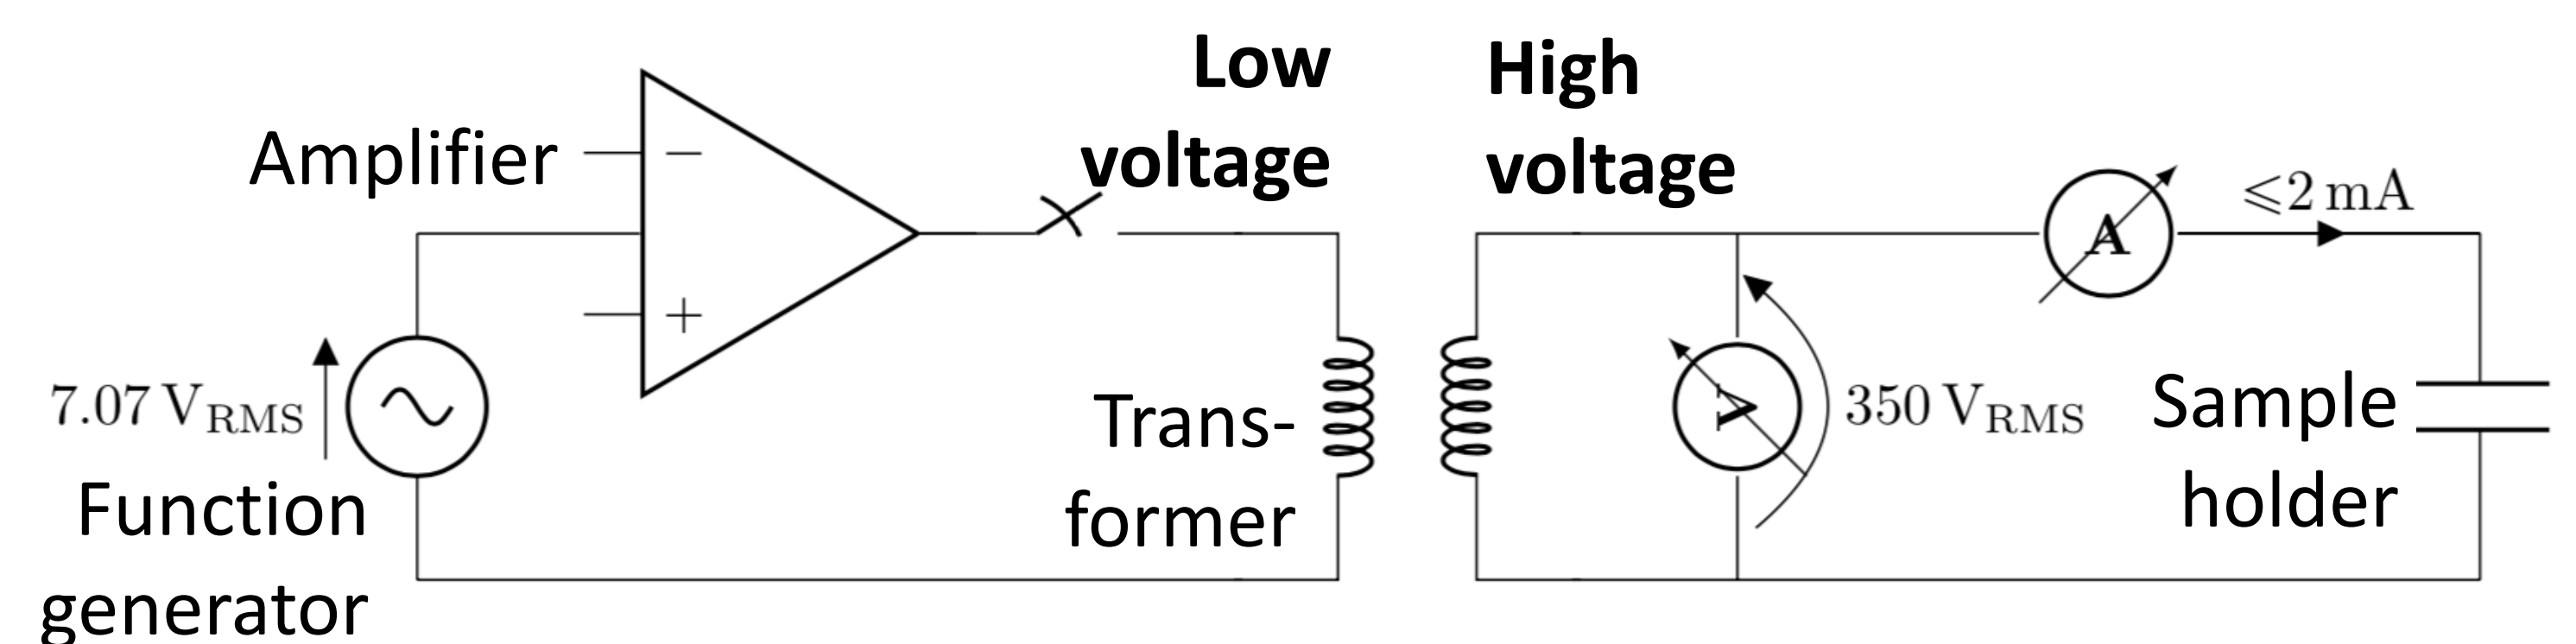 Low
voltage
High
voltage
Amplifier
−
+
A
⩽2 mA
7.07 V_RMS
Function
generator
Trans-
former
V
350 V_RMS
Sample
holder